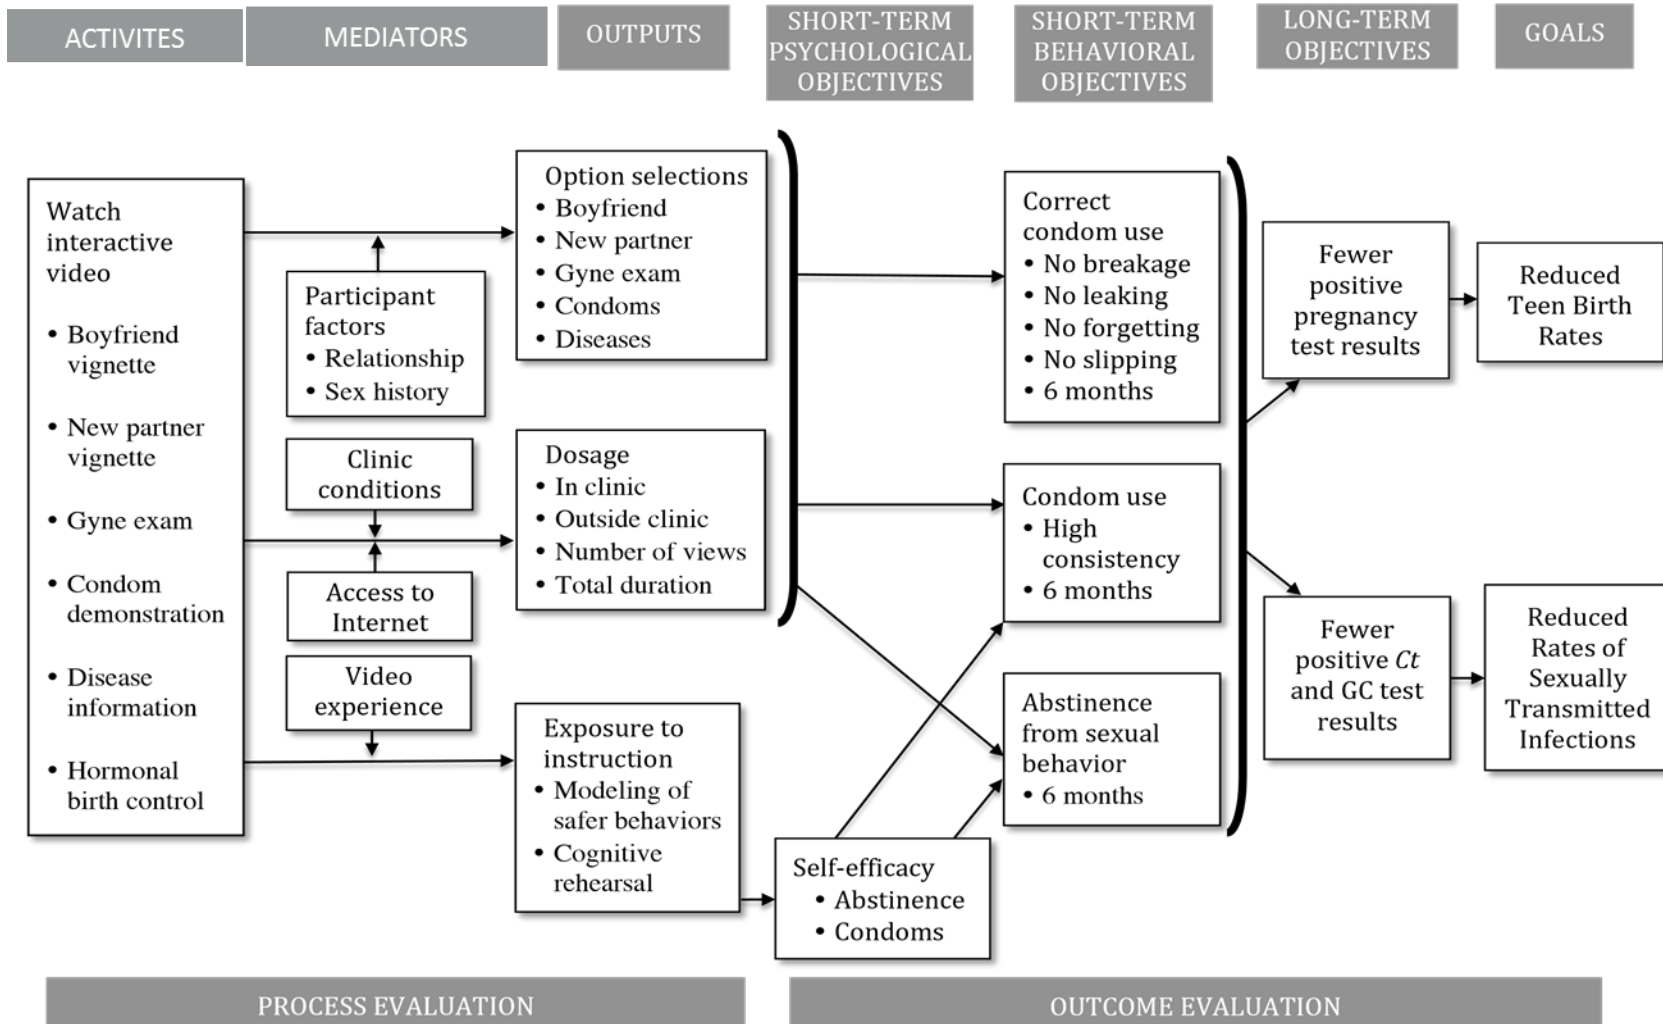 ACTIVITES
MEDIATORS
OUTPUTS
SHORT-TERM
PSYCHOLOGICAL
OBJECTIVES
SHORT-TERM
BEHAVIORAL
OBJECTIVES
LONG-TERM
OBJECTIVES
GOALS
Watch
interactive
video
• Boyfriend
vignette
• New partner
vignette
• Gyne exam
• Condom
demonstration
• Disease
information
• Hormonal
birth control
Participant
factors
• Relationship
• Sex history
Clinic
conditions
Access to
Internet
Video
experience
Option selections
• Boyfriend
• New partner
• Gyne exam
• Condoms
• Diseases
Dosage
• In clinic
• Outside clinic
• Number of views
• Total duration
Exposure to
instruction
• Modeling of
safer behaviors
• Cognitive
rehearsal
Self-efficacy
• Abstinence
• Condoms
Correct
condom use
• No breakage
• No leaking
• No forgetting
• No slipping
• 6 months
Condom use
• High
consistency
• 6 months
Abstinence
from sexual
behavior
• 6 months
Fewer
positive
pregnancy
test results
Fewer
positive Ct
and GC test
results
Reduced
Teen Birth
Rates
Reduced
Rates of
Sexually
Transmitted
Infections
PROCESS EVALUATION
OUTCOME EVALUATION